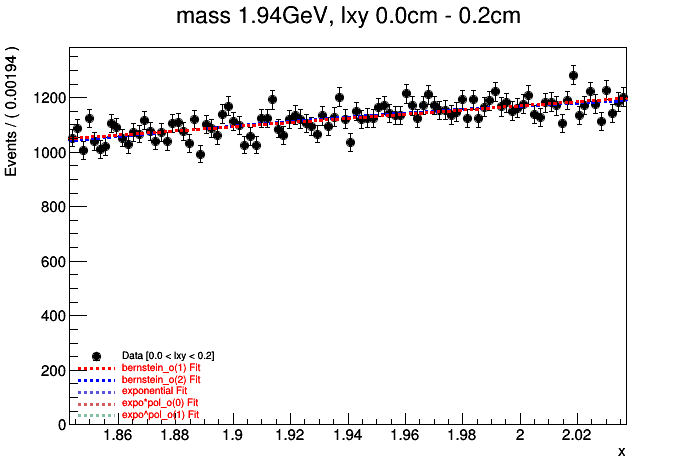 mass 1.94GeV, lxy 0.0cm - 0.2cm
Events / ( 0.00194 )
1200
1000
800
600
400
200
0
Data [0.0 < lxy < 0.2]
bernstein_o(1) Fit
bernstein_o(2) Fit
exponential Fit
expo*pol_o(0) Fit
expo*pol_o(1) Fit
1.86 1.88 1.9 1.92 1.94 1.96 1.98 2 2.02
x